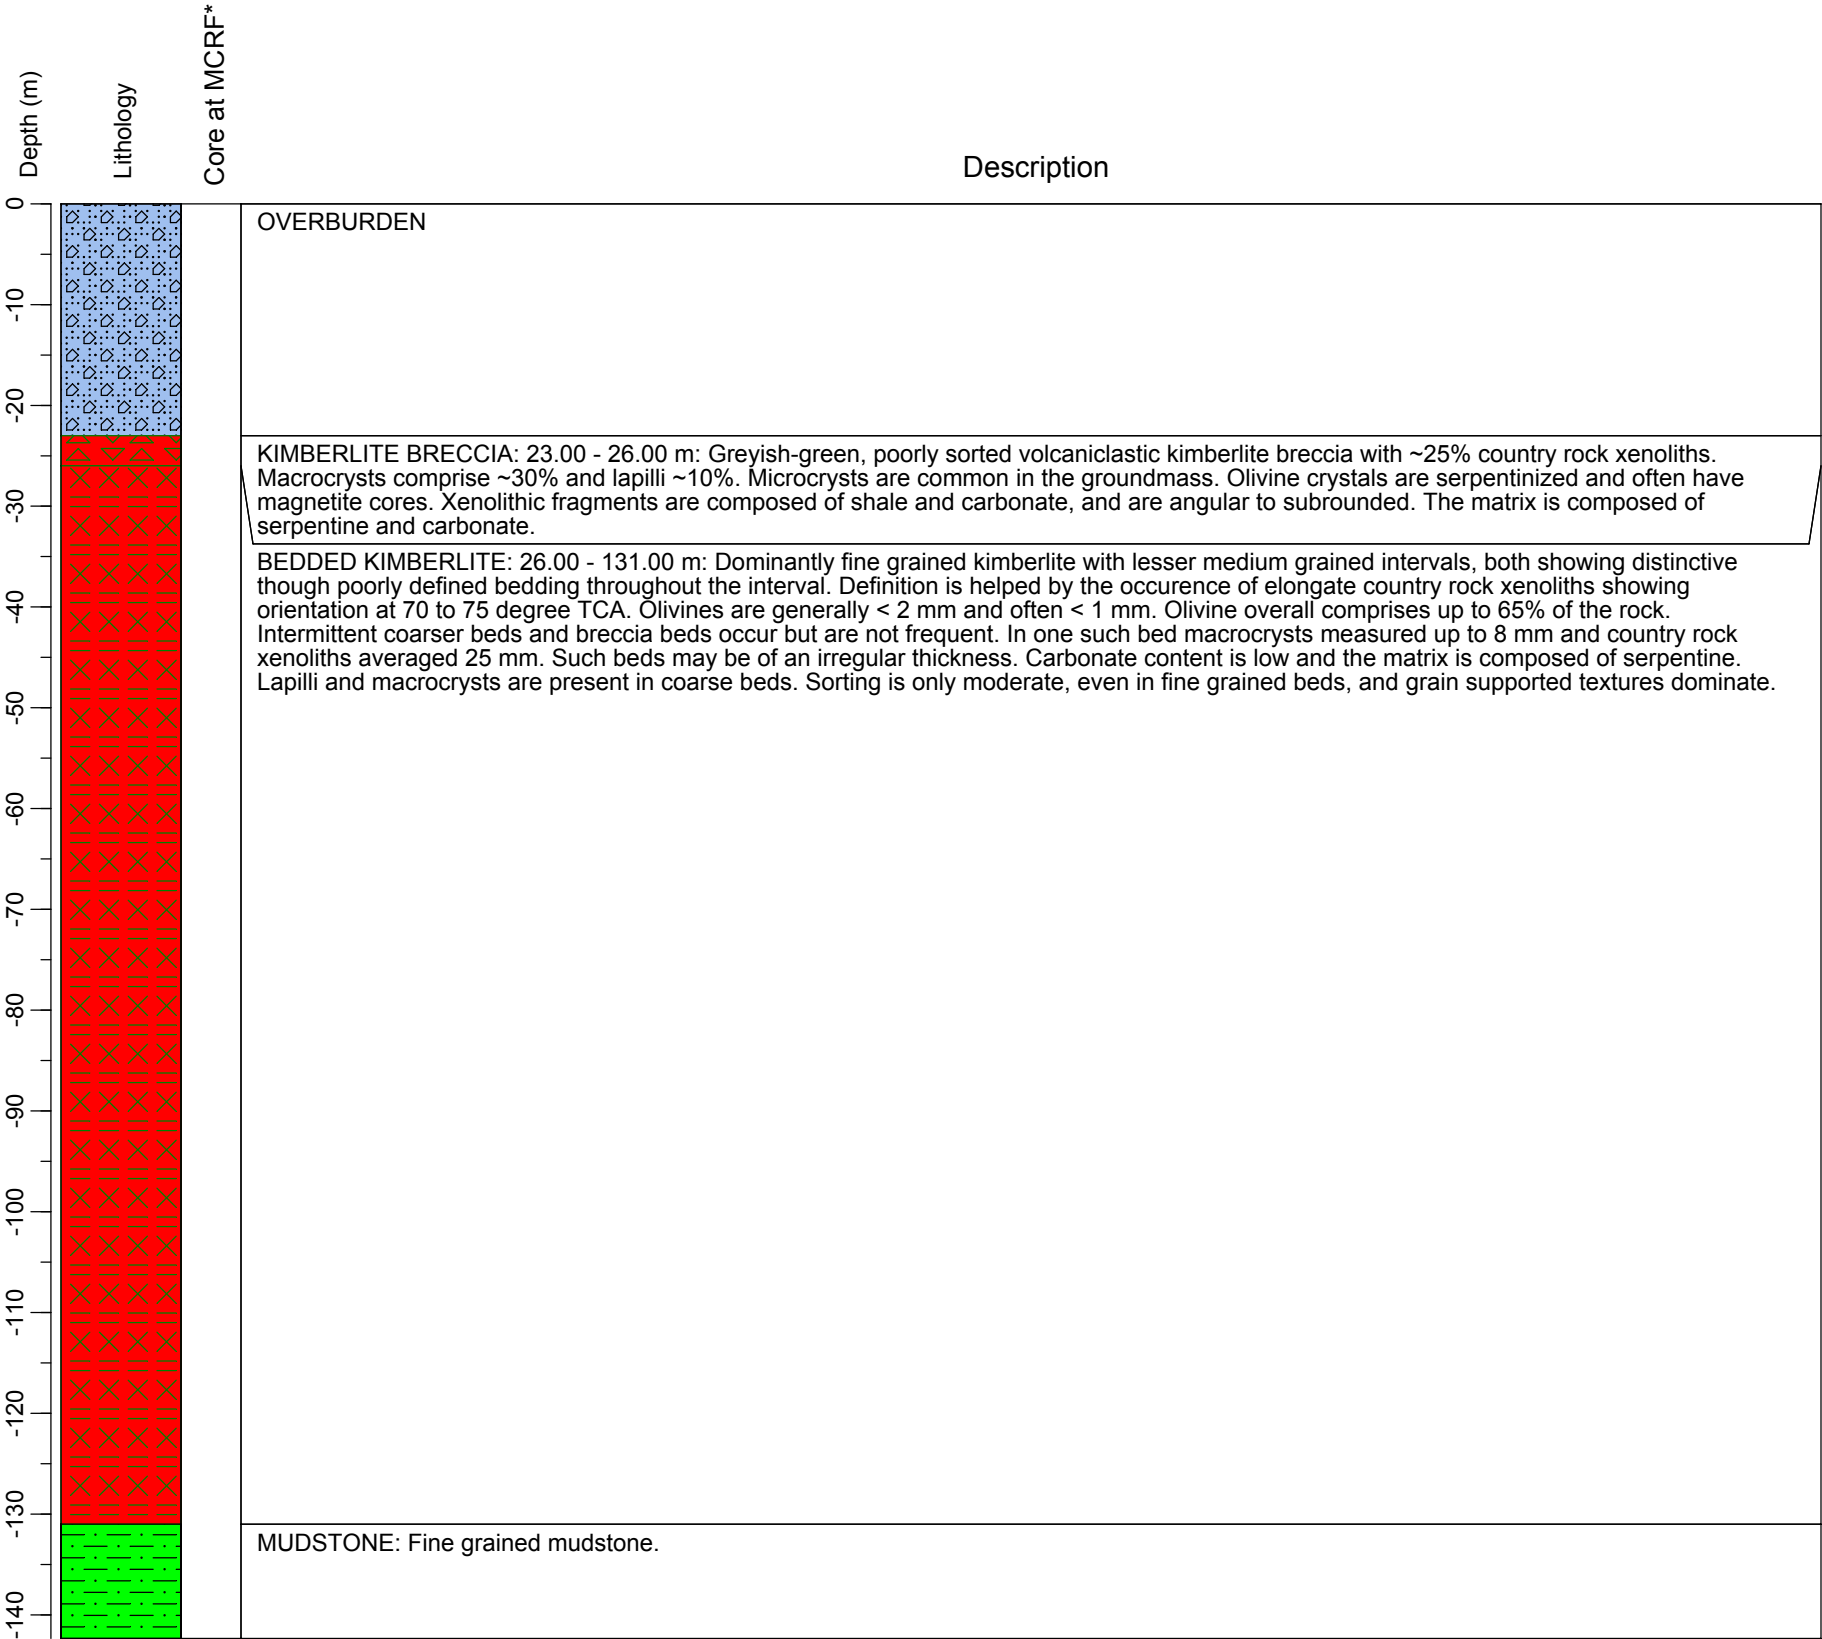 Depth (m)
Lithology
Core at MCRF*
Description
0
-10
-20
-30
-40
-50
-60
-70
-80
-90
-100
-110
-120
-130
-140
OVERBURDEN
KIMBERLITE BRECCIA: 23.00 - 26.00 m: Greyish-green, poorly sorted volcaniclastic kimberlite breccia with ~25% country rock xenoliths.
Macrocrysts comprise ~30% and lapilli ~10%. Microcrysts are common in the groundmass. Olivine crystals are serpentinized and often have
magnetite cores. Xenolithic fragments are composed of shale and carbonate, and are angular to subrounded. The matrix is composed of
serpentine and carbonate.
BEDDED KIMBERLITE: 26.00 - 131.00 m: Dominantly fine grained kimberlite with lesser medium grained intervals, both showing distinctive
though poorly defined bedding throughout the interval. Definition is helped by the occurence of elongate country rock xenoliths showing
orientation at 70 to 75 degree TCA. Olivines are generally < 2 mm and often < 1 mm. Olivine overall comprises up to 65% of the rock.
Intermittent coarser beds and breccia beds occur but are not frequent. In one such bed macrocrysts measured up to 8 mm and country rock
xenoliths averaged 25 mm. Such beds may be of an irregular thickness. Carbonate content is low and the matrix is composed of serpentine.
Lapilli and macrocrysts are present in coarse beds. Sorting is only moderate, even in fine grained beds, and grain supported textures dominate.
MUDSTONE: Fine grained mudstone.